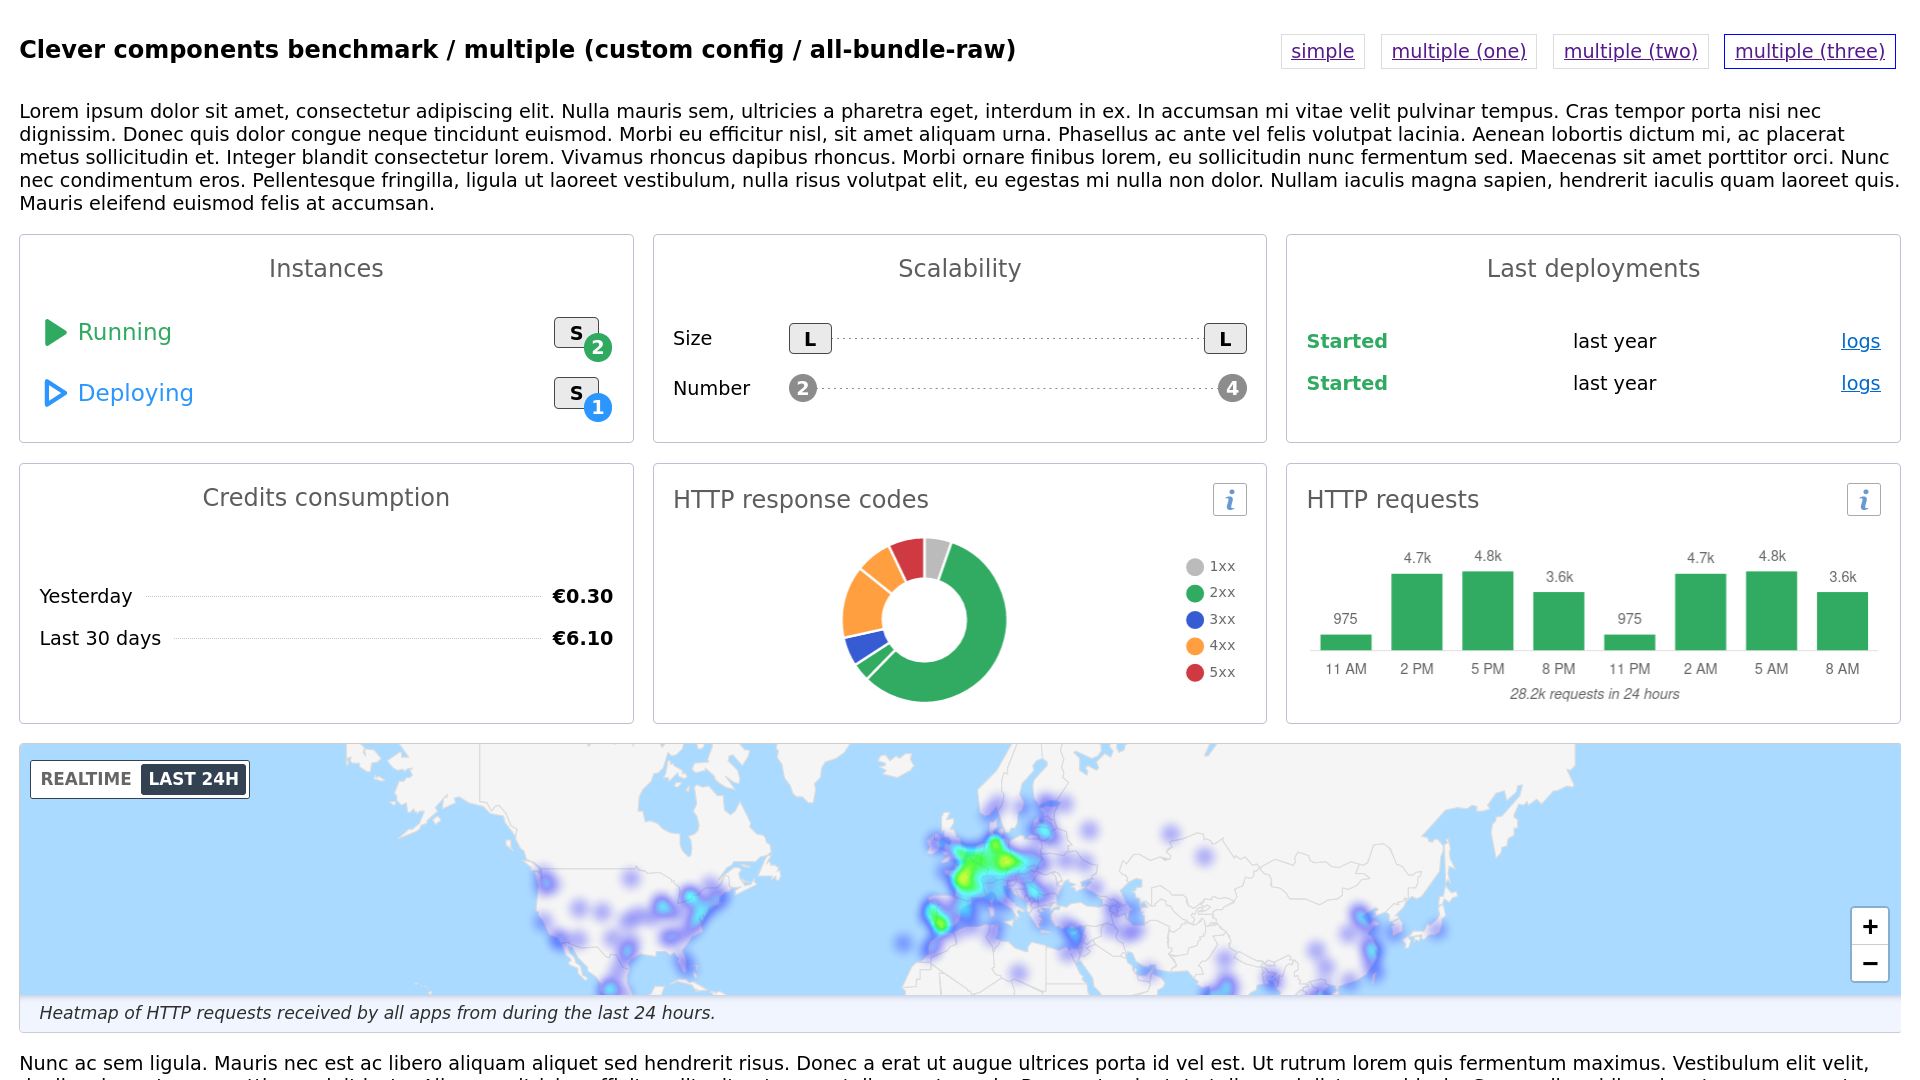 Clever components benchmark / multiple (custom config / all-bundle-raw)
simple
multiple (one)
multiple (two)
multiple (three)
Lorem ipsum dolor sit amet, consectetur adipiscing elit. Nulla mauris sem, ultricies a pharetra eget, interdum in ex. In accumsan mi vitae velit pulvinar tempus. Cras tempor porta nisi nec
dignissim. Donec quis dolor congue neque tincidunt euismod. Morbi eu efficitur nisl, sit amet aliquam urna. Phasellus ac ante vel felis volutpat lacinia. Aenean lobortis dictum mi, ac placerat
metus sollicitudin et. Integer blandit consectetur lorem. Vivamus rhoncus dapibus rhoncus. Morbi ornare finibus lorem, eu sollicitudin nunc fermentum sed. Maecenas sit amet porttitor orci. Nunc
nec condimentum eros. Pellentesque fringilla, ligula ut laoreet vestibulum, nulla risus volutpat elit, eu egestas mi nulla non dolor. Nullam iaculis magna sapien, hendrerit iaculis quam laoreet quis.
Mauris eleifend euismod felis at accumsan.
Instances
Running S 2
Deploying S 1
Scalability
Size L L
Number 2 4
Last deployments
Started last year logs
Started last year logs
Credits consumption
Yesterday €0.30
Last 30 days €6.10
HTTP response codes i
1xx
2xx
3xx
4xx
5xx
HTTP requests i
975 4.7k 4.8k 3.6k 975 4.7k 4.8k 3.6k
11 AM 2 PM 5 PM 8 PM 11 PM 2 AM 5 AM 8 AM
28.2k requests in 24 hours
REALTIME LAST 24H
+
−
Heatmap of HTTP requests received by all apps from during the last 24 hours.
Nunc ac sem ligula. Mauris nec est ac libero aliquam aliquet sed hendrerit risus. Donec a erat ut augue ultrices porta id vel est. Ut rutrum lorem quis fermentum maximus. Vestibulum elit velit,